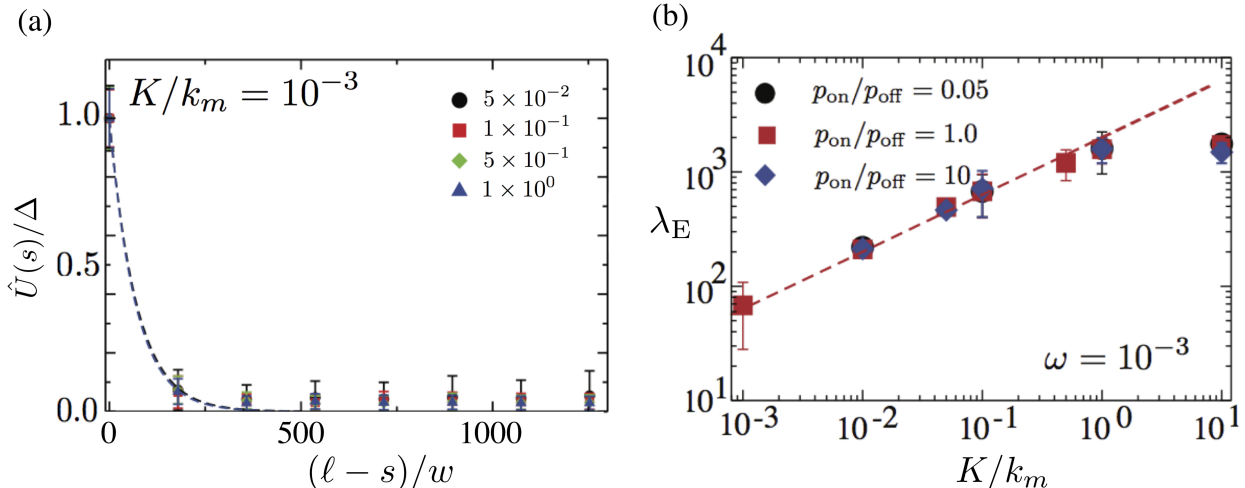 (a)
K/k_m = 10^{-3}
5 × 10^{-2}
1 × 10^{-1}
5 × 10^{-1}
1 × 10^0
1.0
0.5
0.0
Û(s)/Δ
0 500 1000
(ℓ − s)/w
(b)
10^4
10^3
10^2
10^1
λ_E
p_on/p_off = 0.05
p_on/p_off = 1.0
p_on/p_off = 10
ω = 10^{-3}
10^{-3} 10^{-2} 10^{-1} 10^0 10^1
K/k_m